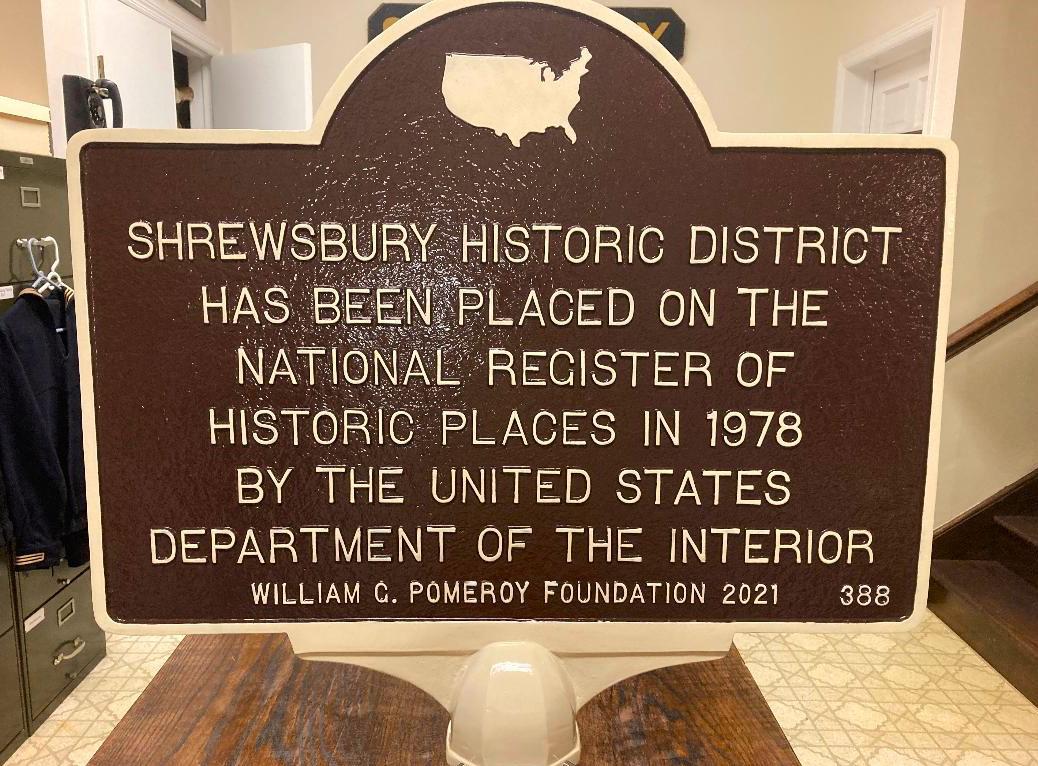 SHREWSBURY HISTORIC DISTRICT
HAS BEEN PLACED ON THE
NATIONAL REGISTER OF
HISTORIC PLACES IN 1978
BY THE UNITED STATES
DEPARTMENT OF THE INTERIOR
WILLIAM G. POMEROY FOUNDATION 2021 388